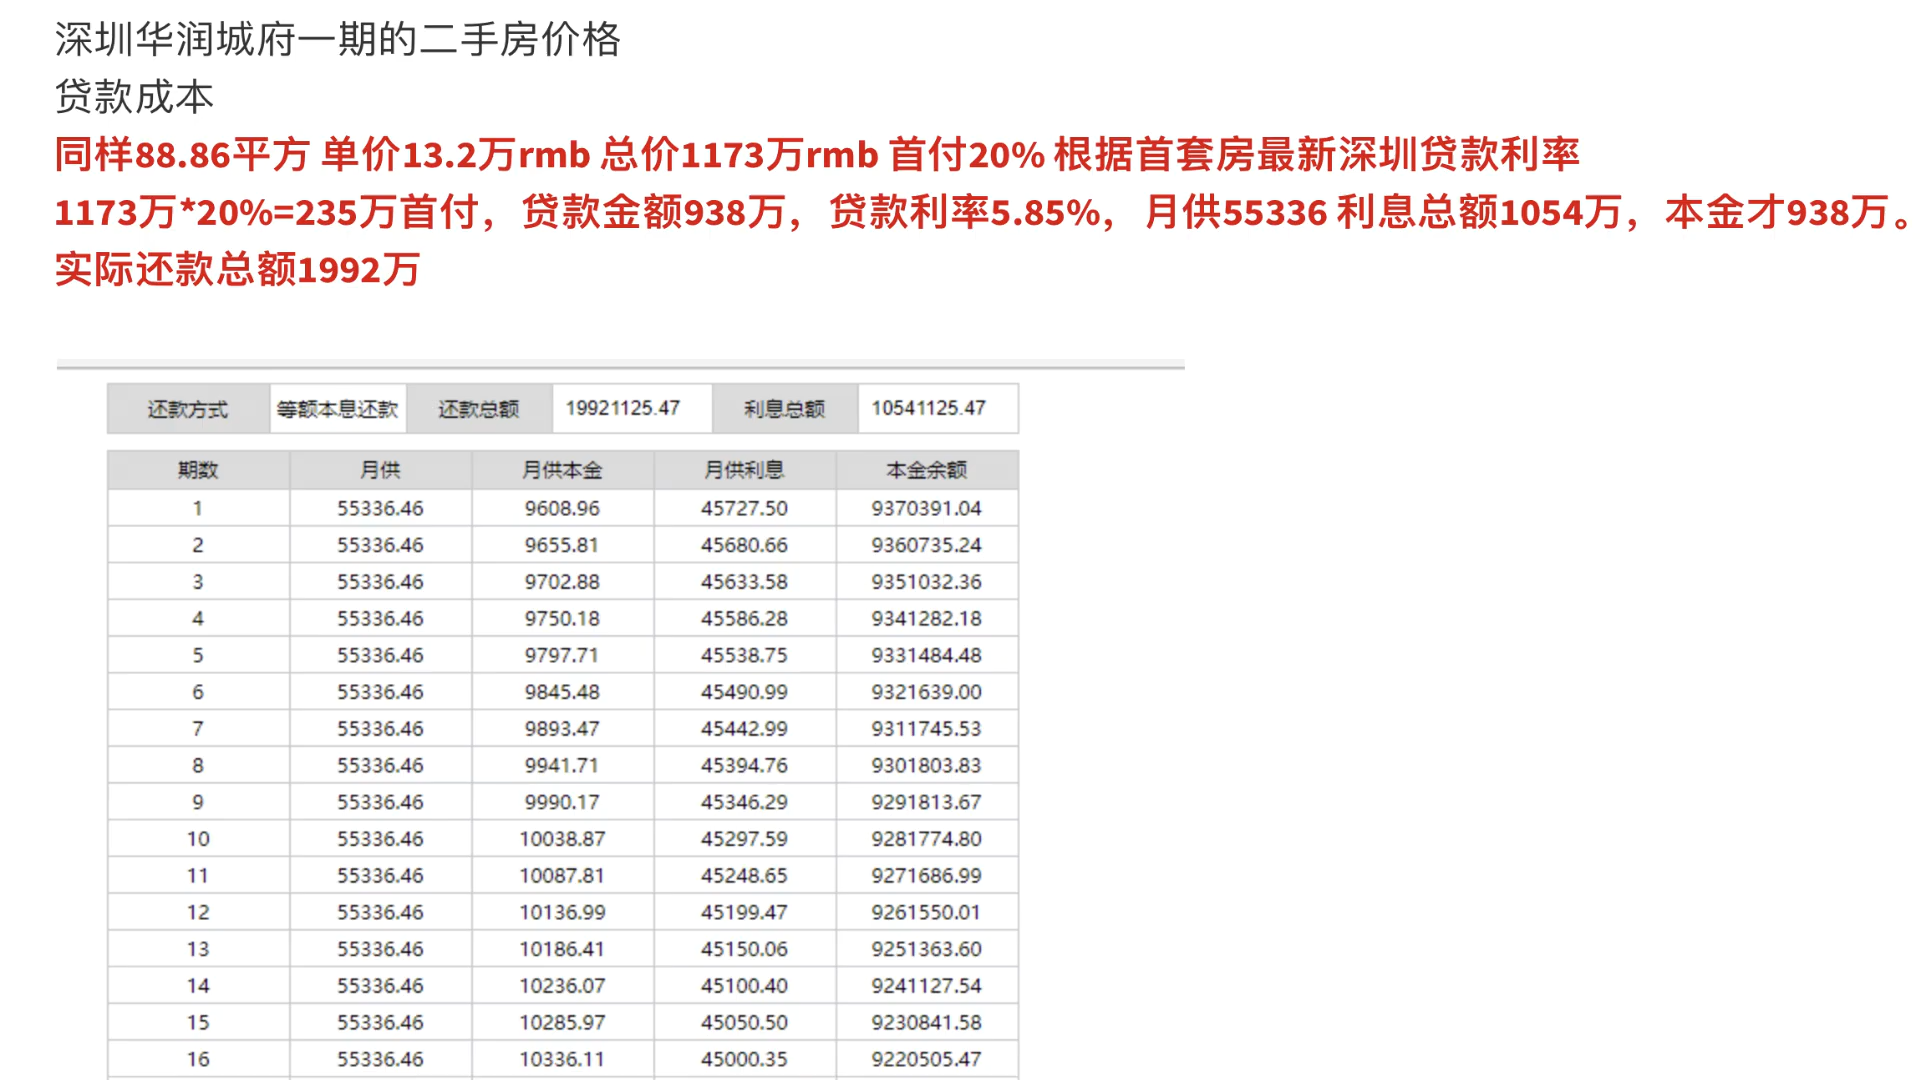 深圳华润城府一期的二手房价格
贷款成本
同样88.86平方 单价13.2万rmb 总价1173万rmb 首付20% 根据首套房最新深圳贷款利率
1173万*20%=235万首付，贷款金额938万，贷款利率5.85%， 月供55336 利息总额1054万，本金才938万。
实际还款总额1992万
还款方式 等额本息还款 还款总额 19921125.47 利息总额 10541125.47
期数 月供 月供本金 月供利息 本金余额
1 55336.46 9608.96 45727.50 9370391.04
2 55336.46 9655.81 45680.66 9360735.24
3 55336.46 9702.88 45633.58 9351032.36
4 55336.46 9750.18 45586.28 9341282.18
5 55336.46 9797.71 45538.75 9331484.48
6 55336.46 9845.48 45490.99 9321639.00
7 55336.46 9893.47 45442.99 9311745.53
8 55336.46 9941.71 45394.76 9301803.83
9 55336.46 9990.17 45346.29 9291813.67
10 55336.46 10038.87 45297.59 9281774.80
11 55336.46 10087.81 45248.65 9271686.99
12 55336.46 10136.99 45199.47 9261550.01
13 55336.46 10186.41 45150.06 9251363.60
14 55336.46 10236.07 45100.40 9241127.54
15 55336.46 10285.97 45050.50 9230841.58
16 55336.46 10336.11 45000.35 9220505.47